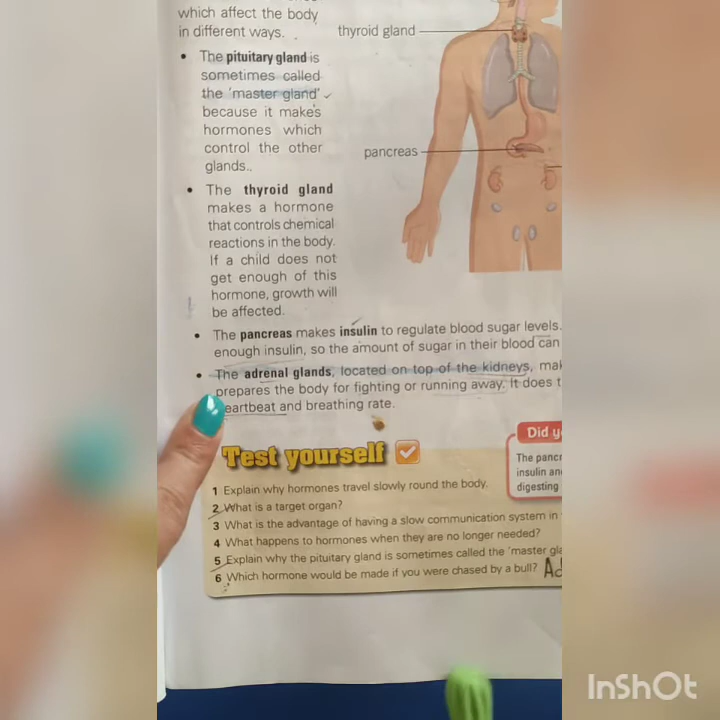 which affect the body
in different ways.
thyroid gland
• The pituitary gland is
sometimes called
the 'master gland'
because it makes
hormones which
control the other
glands..
pancreas
• The thyroid gland
makes a hormone
that controls chemical
reactions in the body.
If a child does not
get enough of this
hormone, growth will
be affected.
• The pancreas makes insulin to regulate blood sugar levels.
enough insulin, so the amount of sugar in their blood can
• The adrenal glands, located on top of the kidneys, mak
prepares the body for fighting or running away. It does t
eartbeat and breathing rate.
Test yourself
Did y
The pancr
insulin an
digesting
1 Explain why hormones travel slowly round the body.
2 What is a target organ?
3 What is the advantage of having a slow communication system in
4 What happens to hormones when they are no longer needed?
5 Explain why the pituitary gland is sometimes called the 'master gla
6 Which hormone would be made if you were chased by a bull? Ad
InShOt